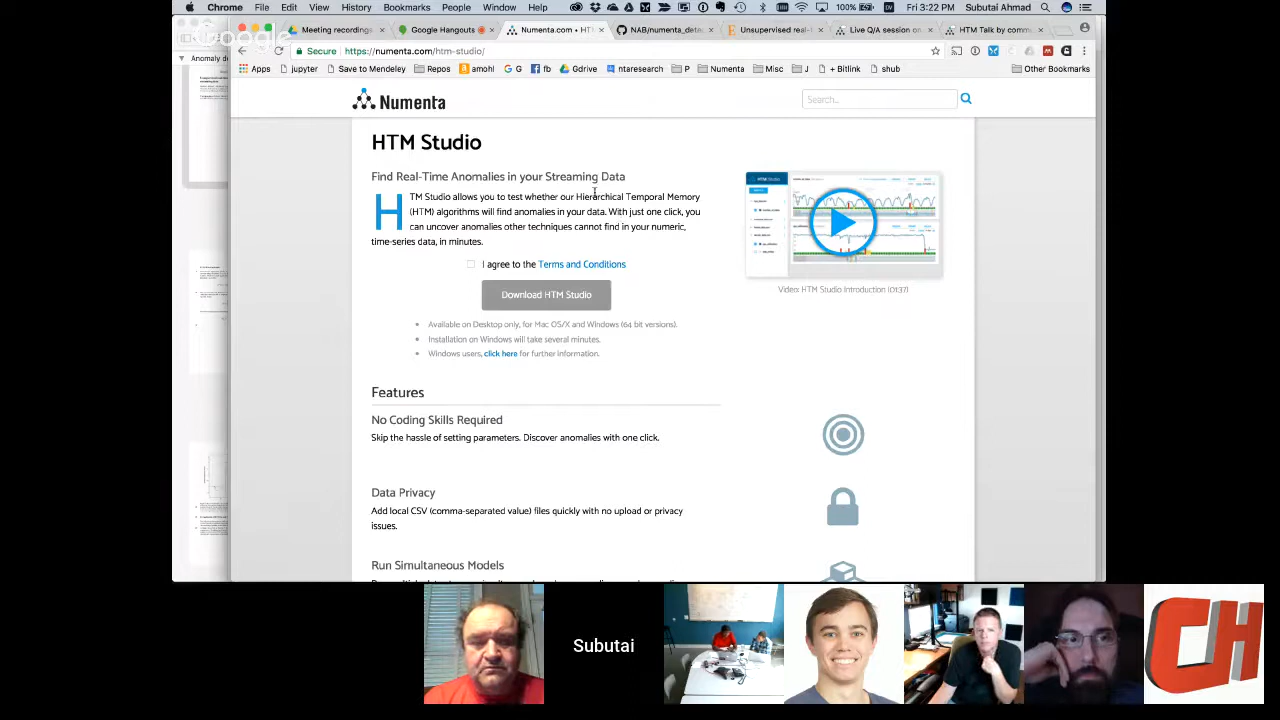 Chrome File Edit View History Bookmarks People Window Help
100% Fri 3:22 PM Subutai Ahmad
Meeting recordings Google Hangouts Numenta.com • HT NAB/numenta_detec Unsupervised real- Live Q/A session on HTM Talk by commu
Secure https://numenta.com/htm-studio/
Apps jupyter Save to Mendeley Repos amohl G fb Gdrive Research P Numenta Misc J + Bitlink shub Other Bookmarks
Anomaly de
Numenta
Search...
HTM Studio
Find Real-Time Anomalies in your Streaming Data
HTM Studio allows you to test whether our Hierarchical Temporal Memory
(HTM) algorithms will find anomalies in your data. With just one click, you
can uncover anomalies other techniques cannot find in your numeric,
time-series data, in minutes.
I agree to the Terms and Conditions
Download HTM Studio
Video: HTM Studio Introduction (01:37)
Available on Desktop only, for Mac OS/X and Windows (64 bit versions).
Installation on Windows will take several minutes.
Windows users, click here for further information.
Features
No Coding Skills Required
Skip the hassle of setting parameters. Discover anomalies with one click.
Data Privacy
local CSV (comma-separated value) files quickly with no upload or privacy
Run Simultaneous Models
Subutai
CH